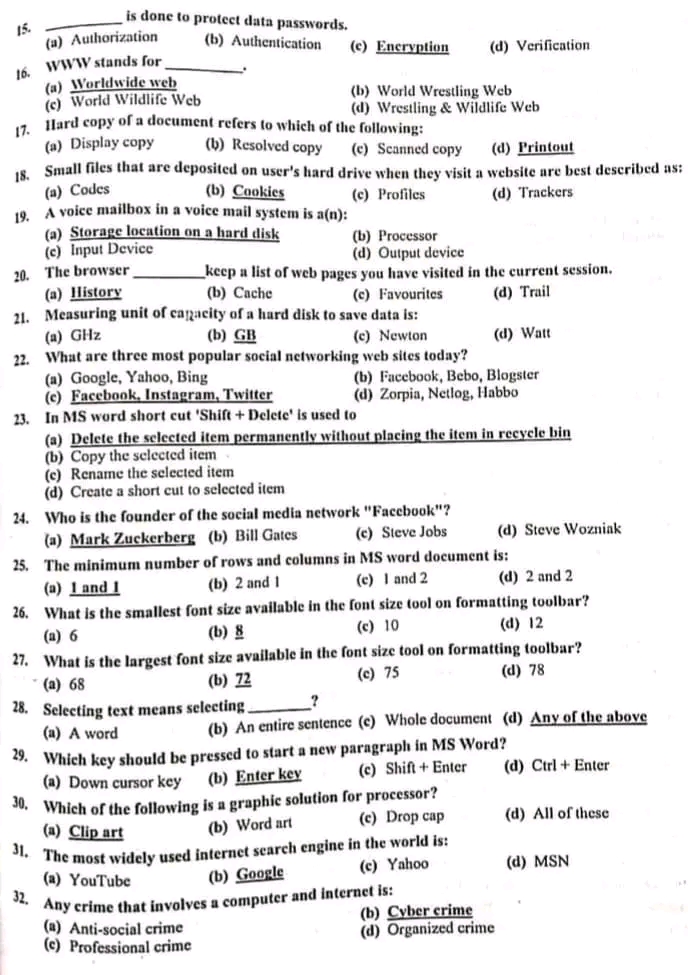 15. ________ is done to protect data passwords.
(a) Authorization (b) Authentication (c) Encryption (d) Verification
16. WWW stands for ________.
(a) Worldwide web (b) World Wrestling Web
(c) World Wildlife Web (d) Wrestling & Wildlife Web
17. Hard copy of a document refers to which of the following:
(a) Display copy (b) Resolved copy (c) Scanned copy (d) Printout
18. Small files that are deposited on user's hard drive when they visit a website are best described as:
(a) Codes (b) Cookies (c) Profiles (d) Trackers
19. A voice mailbox in a voice mail system is a(n):
(a) Storage location on a hard disk (b) Processor
(c) Input Device (d) Output device
20. The browser ________ keep a list of web pages you have visited in the current session.
(a) History (b) Cache (c) Favourites (d) Trail
21. Measuring unit of capacity of a hard disk to save data is:
(a) GHz (b) GB (c) Newton (d) Watt
22. What are three most popular social networking web sites today?
(a) Google, Yahoo, Bing (b) Facebook, Bebo, Blogster
(c) Facebook, Instagram, Twitter (d) Zorpia, Netlog, Habbo
23. In MS word short cut 'Shift + Delete' is used to
(a) Delete the selected item permanently without placing the item in recycle bin
(b) Copy the selected item
(c) Rename the selected item
(d) Create a short cut to selected item
24. Who is the founder of the social media network "Facebook"?
(a) Mark Zuckerberg (b) Bill Gates (c) Steve Jobs (d) Steve Wozniak
25. The minimum number of rows and columns in MS word document is:
(a) 1 and 1 (b) 2 and 1 (c) 1 and 2 (d) 2 and 2
26. What is the smallest font size available in the font size tool on formatting toolbar?
(a) 6 (b) 8 (c) 10 (d) 12
27. What is the largest font size available in the font size tool on formatting toolbar?
(a) 68 (b) 72 (c) 75 (d) 78
28. Selecting text means selecting ________?
(a) A word (b) An entire sentence (c) Whole document (d) Any of the above
29. Which key should be pressed to start a new paragraph in MS Word?
(a) Down cursor key (b) Enter key (c) Shift + Enter (d) Ctrl + Enter
30. Which of the following is a graphic solution for processor?
(a) Clip art (b) Word art (c) Drop cap (d) All of these
31. The most widely used internet search engine in the world is:
(a) YouTube (b) Google (c) Yahoo (d) MSN
32. Any crime that involves a computer and internet is:
(a) Anti-social crime (b) Cyber crime
(c) Professional crime (d) Organized crime